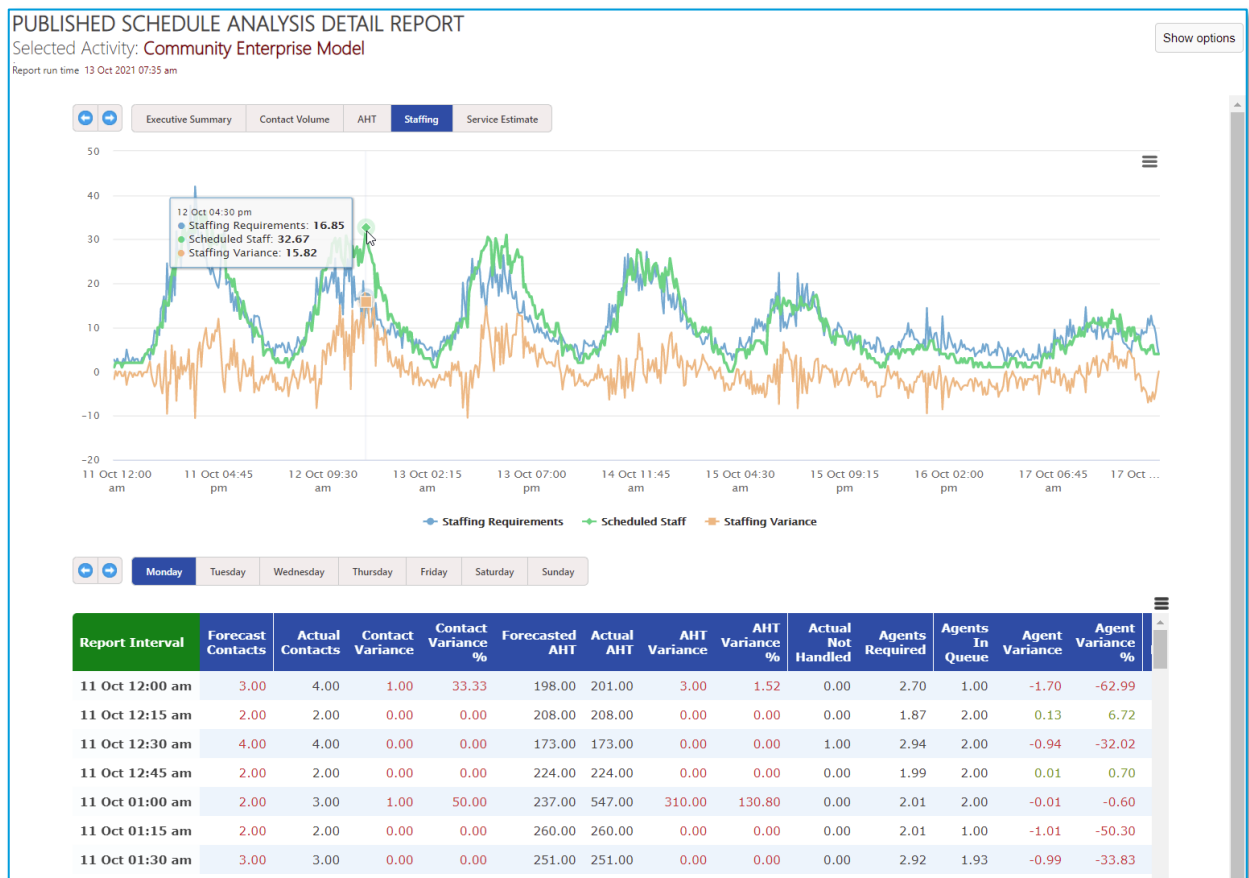 PUBLISHED SCHEDULE ANALYSIS DETAIL REPORT
Selected Activity: Community Enterprise Model
Report run time 13 Oct 2021 07:35 am
Show options
Executive Summary Contact Volume AHT Staffing Service Estimate
50
40
30
20
10
0
-10
-20
12 Oct 04:30 pm
Staffing Requirements: 16.85
Scheduled Staff: 32.67
Staffing Variance: 15.82
11 Oct 12:00 am 11 Oct 04:45 pm 12 Oct 09:30 am 13 Oct 02:15 am 13 Oct 07:00 pm 14 Oct 11:45 am 15 Oct 04:30 am 15 Oct 09:15 pm 16 Oct 02:00 pm 17 Oct 06:45 am 17 Oct ...
Staffing Requirements Scheduled Staff Staffing Variance
Monday Tuesday Wednesday Thursday Friday Saturday Sunday
Report Interval Forecast Contacts Actual Contacts Contact Variance Contact Variance % Forecasted AHT Actual AHT AHT Variance AHT Variance % Actual Not Handled Agents Required Agents In Queue Agent Variance Agent Variance %
11 Oct 12:00 am 3.00 4.00 1.00 33.33 198.00 201.00 3.00 1.52 0.00 2.70 1.00 -1.70 -62.99
11 Oct 12:15 am 2.00 2.00 0.00 0.00 208.00 208.00 0.00 0.00 0.00 1.87 2.00 0.13 6.72
11 Oct 12:30 am 4.00 4.00 0.00 0.00 173.00 173.00 0.00 0.00 1.00 2.94 2.00 -0.94 -32.02
11 Oct 12:45 am 2.00 2.00 0.00 0.00 224.00 224.00 0.00 0.00 0.00 1.99 2.00 0.01 0.70
11 Oct 01:00 am 2.00 3.00 1.00 50.00 237.00 547.00 310.00 130.80 0.00 2.01 2.00 -0.01 -0.60
11 Oct 01:15 am 2.00 2.00 0.00 0.00 260.00 260.00 0.00 0.00 0.00 2.01 1.00 -1.01 -50.30
11 Oct 01:30 am 3.00 3.00 0.00 0.00 251.00 251.00 0.00 0.00 0.00 2.92 1.93 -0.99 -33.83